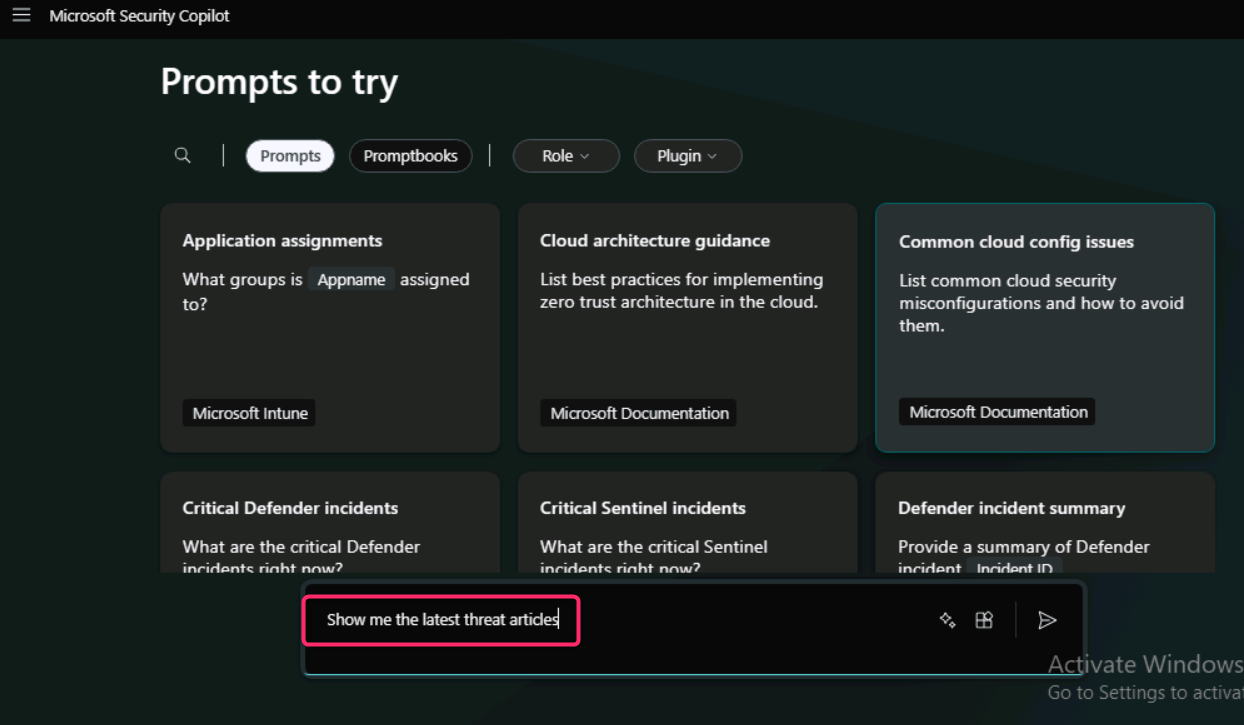 Microsoft Security Copilot
Prompts to try
Prompts
Promptbooks
Role
Plugin
Application assignments
What groups is Appname assigned
to?
Microsoft Intune
Cloud architecture guidance
List best practices for implementing
zero trust architecture in the cloud.
Microsoft Documentation
Common cloud config issues
List common cloud security
misconfigurations and how to avoid
them.
Microsoft Documentation
Critical Defender incidents
What are the critical Defender
incidents right now?
Critical Sentinel incidents
What are the critical Sentinel
incidents right now?
Defender incident summary
Provide a summary of Defender
incident Incident ID
Show me the latest threat articles
Activate Windows
Go to Settings to activat